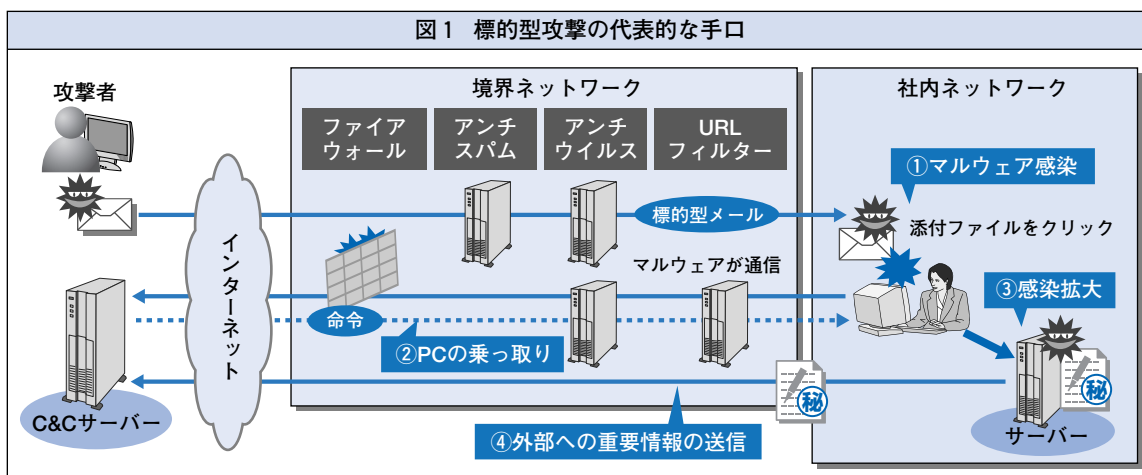 図1 標的型攻撃の代表的な手口
攻撃者
境界ネットワーク
社内ネットワーク
ファイア
ウォール
アンチ
スパム
アンチ
ウイルス
URL
フィルター
①マルウェア感染
標的型メール
添付ファイルをクリック
インターネット
マルウェアが通信
③感染拡大
命令
②PCの乗っ取り
秘
秘
C&Cサーバー
④外部への重要情報の送信
サーバー